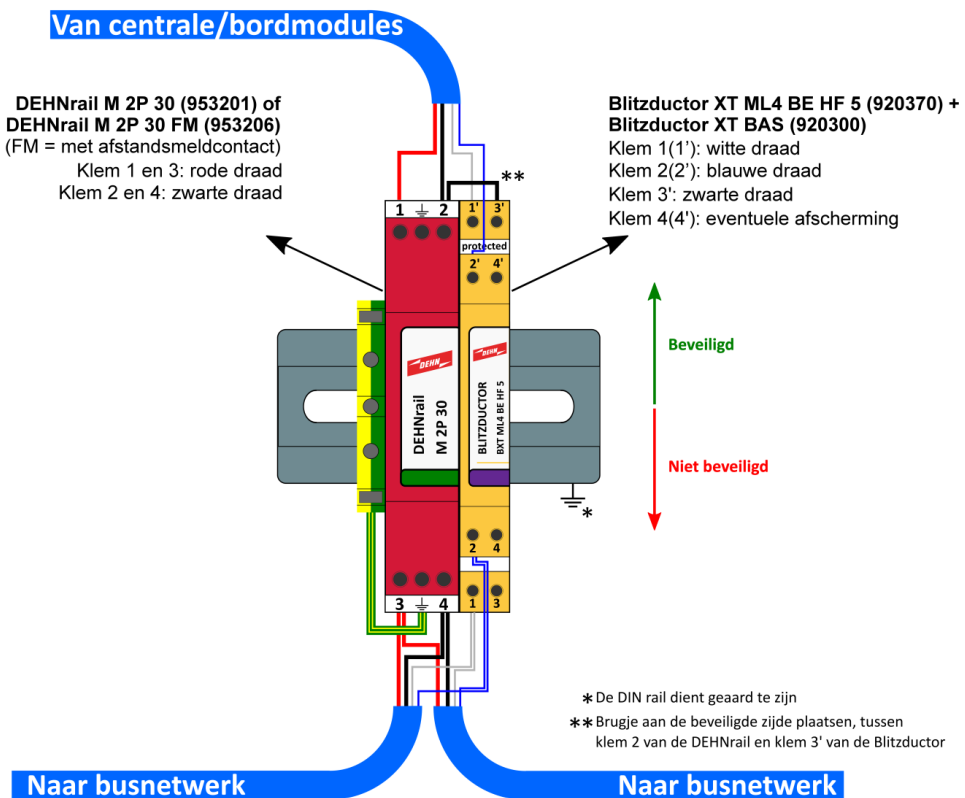 Van centrale/bordmodules
DEHNrail M 2P 30 (953201) of
DEHNrail M 2P 30 FM (953206)
(FM = met afstandsmeldcontact)
Klem 1 en 3: rode draad
Klem 2 en 4: zwarte draad
Blitzductor XT ML4 BE HF 5 (920370) +
Blitzductor XT BAS (920300)
Klem 1(1'): witte draad
Klem 2(2'): blauwe draad
Klem 3': zwarte draad
Klem 4(4'): eventuele afscherming
**
1 2 1' 3'
protected
2' 4'
Beveiligd
DEHN
DEHNrail
M 2P 30
DEHN
BLITZDUCTOR
BXT ML4 BE HF 5
Niet beveiligd
*
2 4
3 4 1 3
* De DIN rail dient geaard te zijn
** Brugje aan de beveiligde zijde plaatsen, tussen
klem 2 van de DEHNrail en klem 3' van de Blitzductor
Naar busnetwerk
Naar busnetwerk